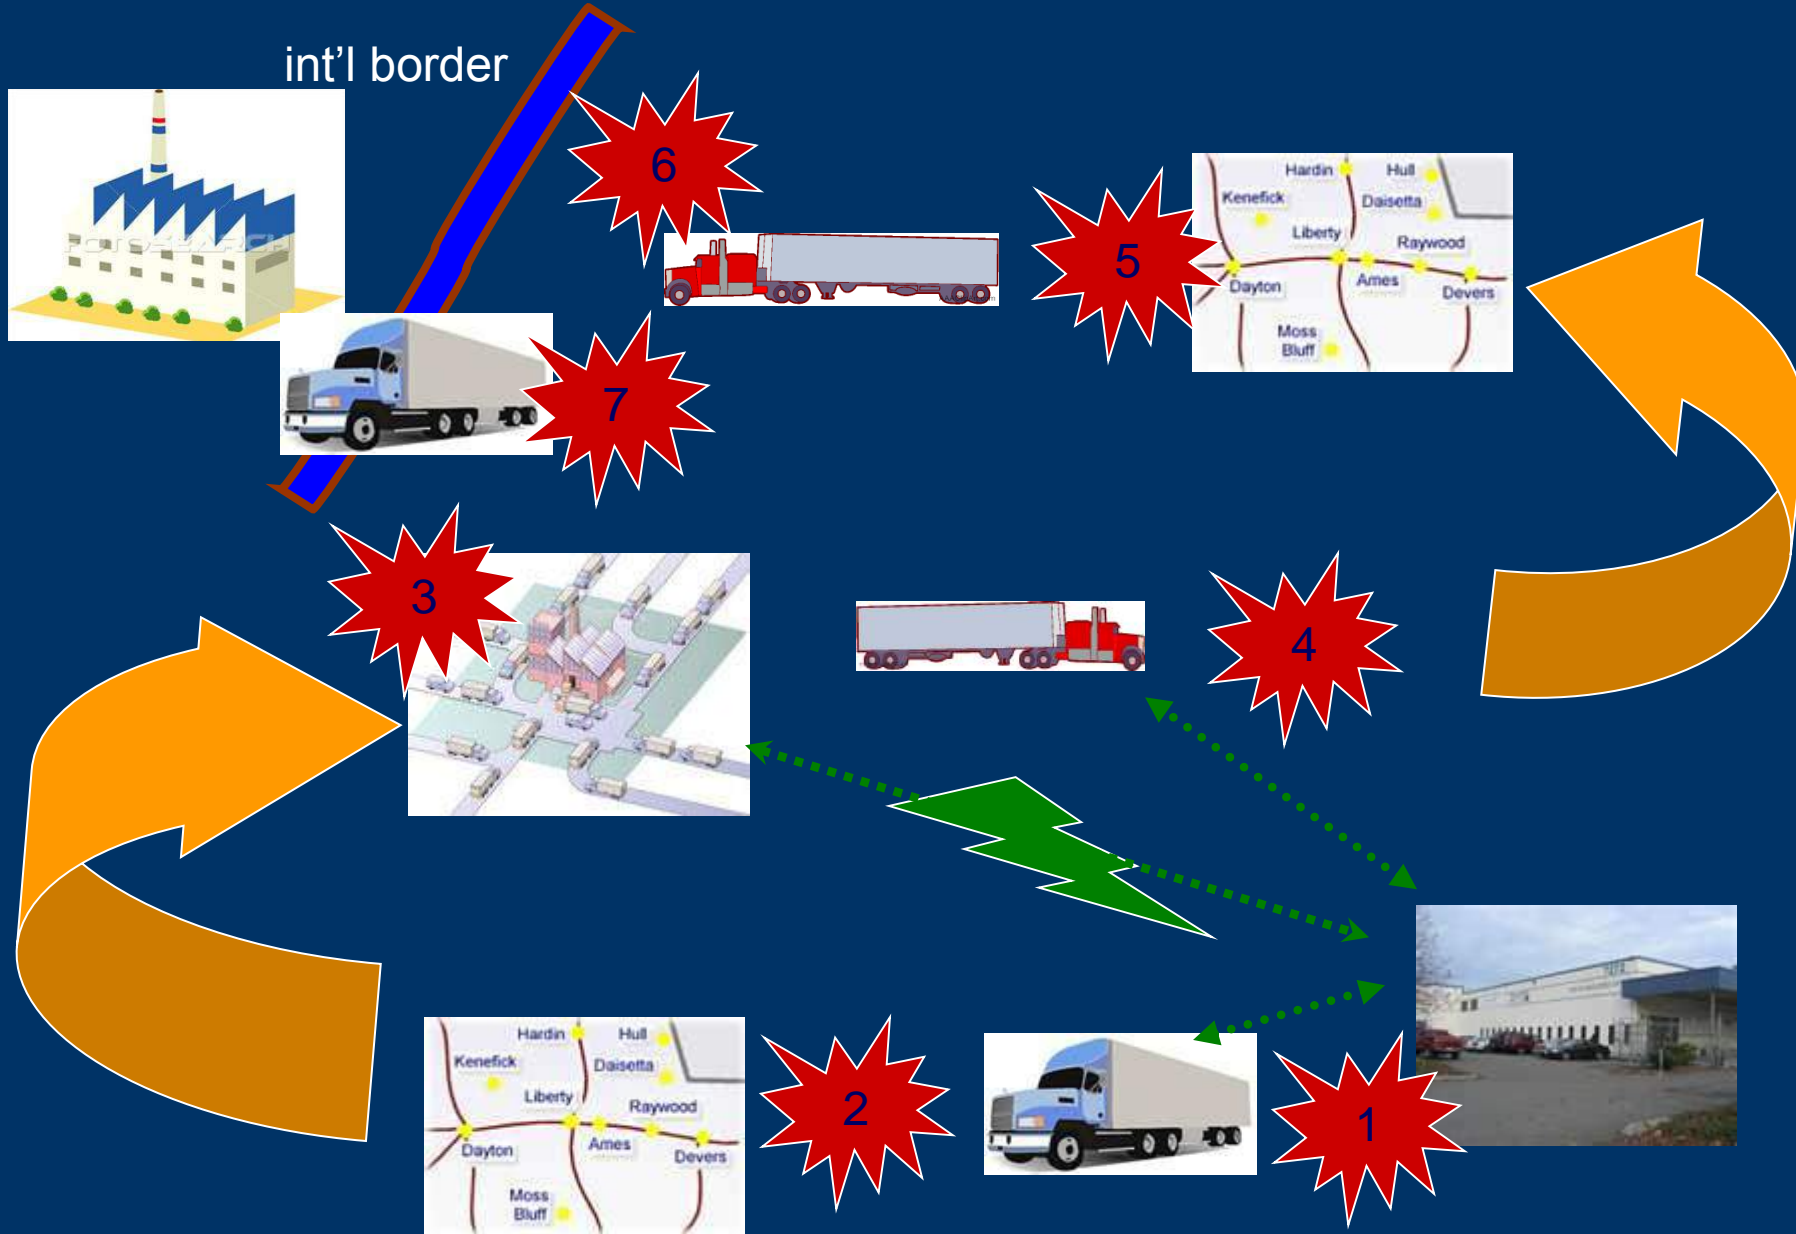 int'l border
6
FOTOSEARCH
5
Hardin
Hull
Kenefick
Daisetta
Liberty
Raywood
Dayton
Ames
Devers
Moss
Bluff
7
3
4
Hardin
Hull
Kenefick
Daisetta
Liberty
Raywood
Dayton
Ames
Devers
Moss
Bluff
2
1